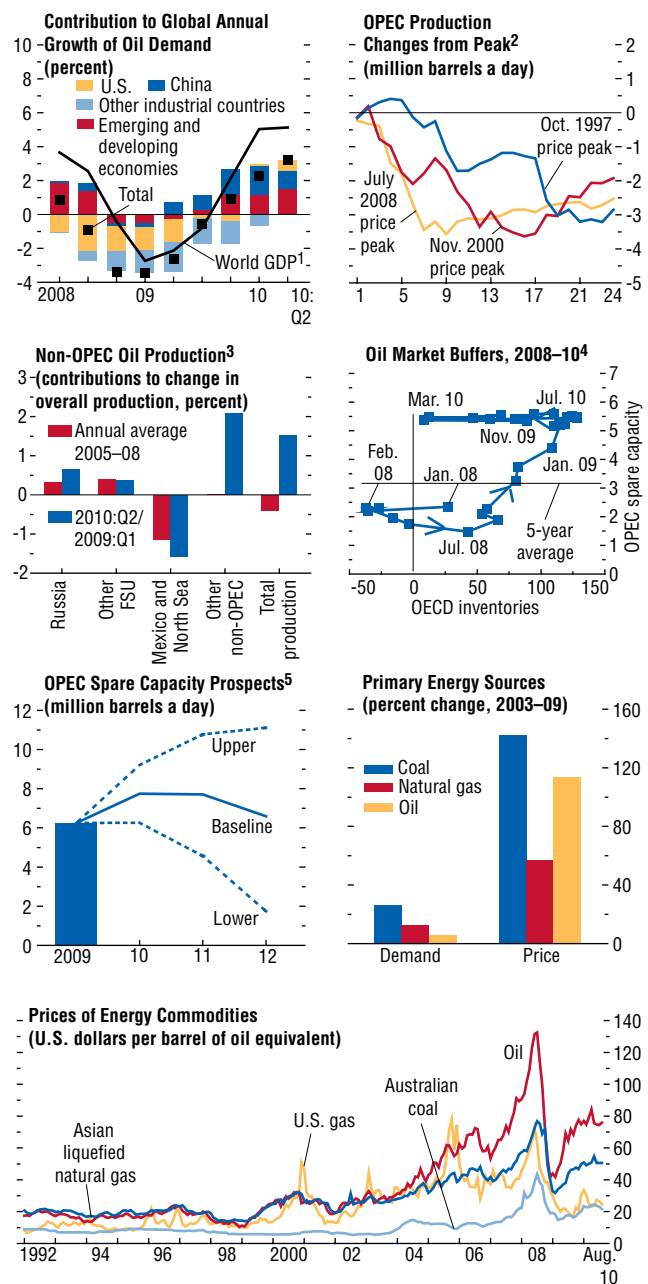 Contribution to Global Annual
Growth of Oil Demand
(percent)
U.S.
China
Other industrial countries
Emerging and
developing
economies
Total
World GDP1
10
8
6
4
2
0
-2
-4
2008
09
10
10:
Q2
OPEC Production
Changes from Peak2
(million barrels a day)
Oct. 1997
price peak
July
2008
price
peak
Nov. 2000
price peak
2
1
0
-1
-2
-3
-4
-5
1
5
9
13
17
21
24
Non-OPEC Oil Production3
(contributions to change in
overall production, percent)
Annual average
2005–08
2010:Q2/
2009:Q1
3
2
1
0
-1
-2
Russia
Other
FSU
Mexico and
North Sea
Other
non-OPEC
Total
production
Oil Market Buffers, 2008–104
Mar. 10
Jul. 10
Nov. 09
Feb.
08
Jan. 08
Jan. 09
Jul. 08
5-year
average
7
6
5
4
3
2
1
0
OPEC spare capacity
-50
0
50
100
150
OECD inventories
OPEC Spare Capacity Prospects5
(million barrels a day)
Upper
Baseline
Lower
12
10
8
6
4
2
0
2009
10
11
12
Primary Energy Sources
(percent change, 2003–09)
Coal
Natural gas
Oil
160
120
80
40
0
Demand
Price
Prices of Energy Commodities
(U.S. dollars per barrel of oil equivalent)
Oil
Australian
coal
U.S. gas
Asian
liquefied
natural gas
140
120
100
80
60
40
20
0
1992
94
96
98
2000
02
04
06
08
Aug.
10